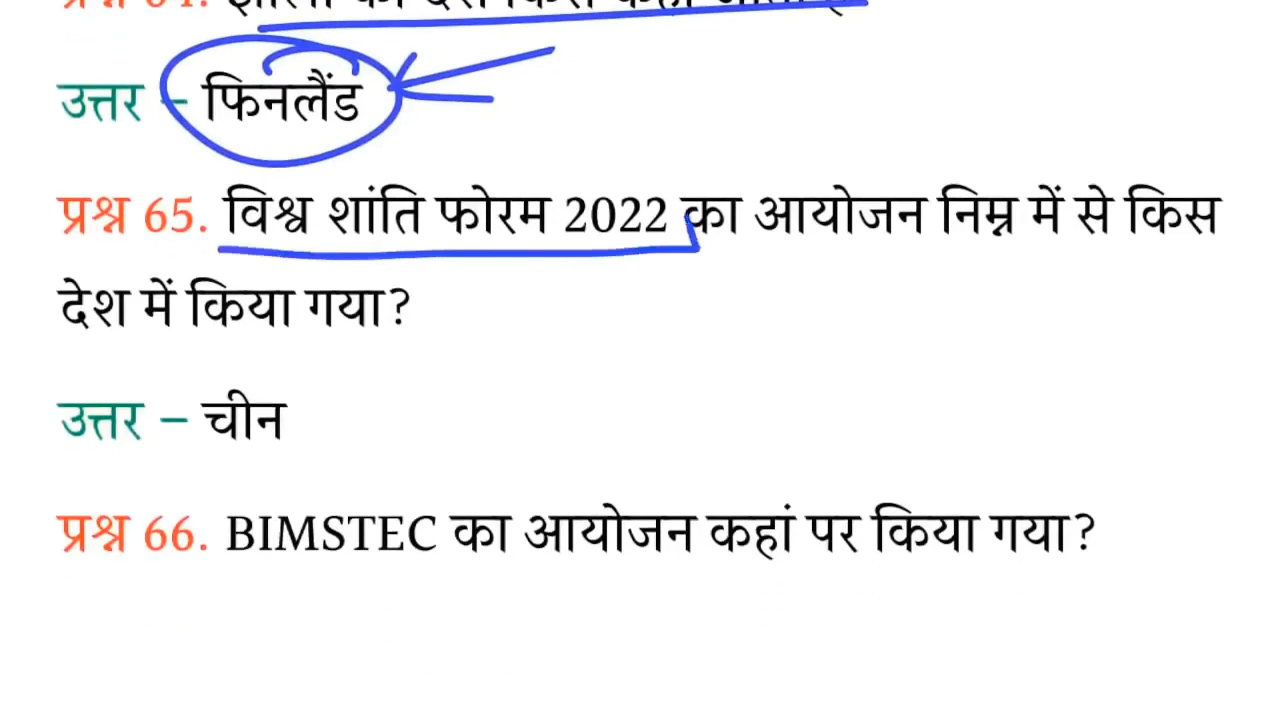 उत्तर – फिनलैंड
प्रश्न 65. विश्व शांति फोरम 2022 का आयोजन निम्न में से किस
देश में किया गया?
उत्तर – चीन
प्रश्न 66. BIMSTEC का आयोजन कहां पर किया गया?